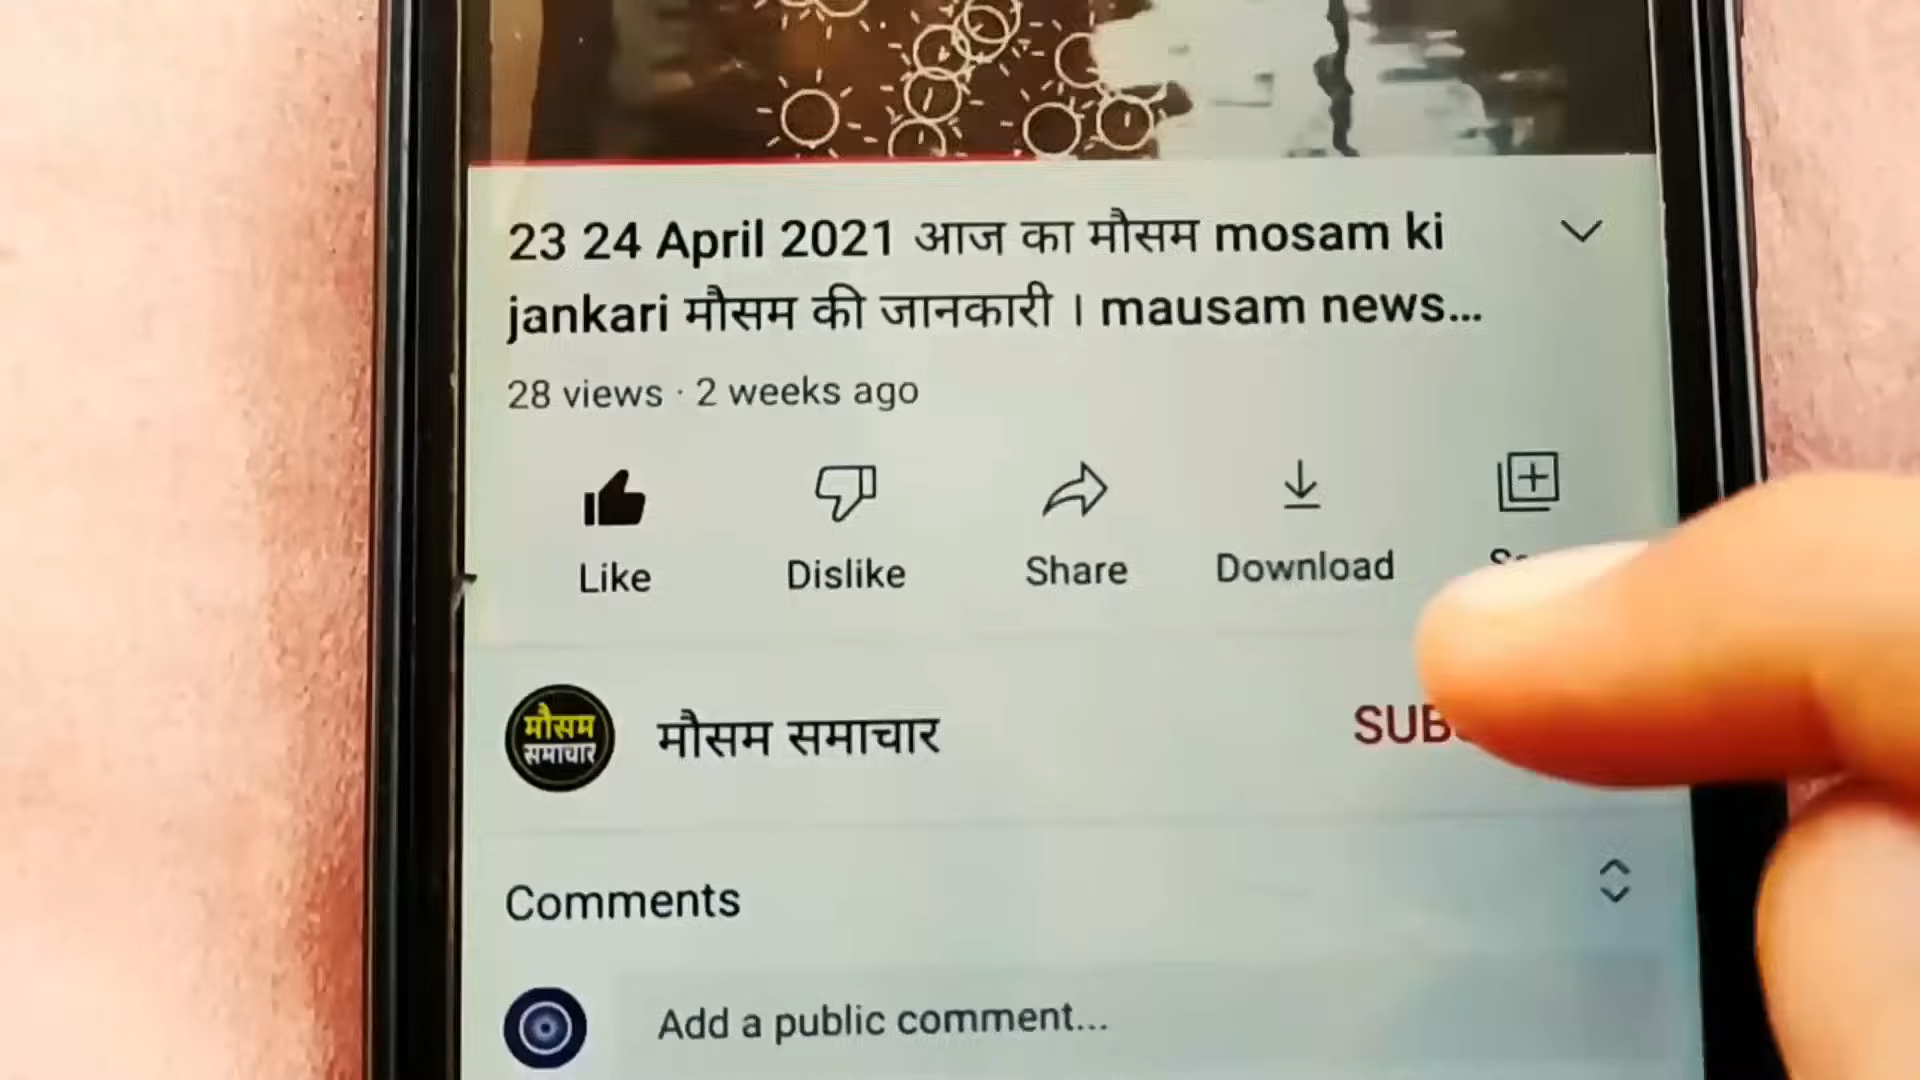 23 24 April 2021 आज का मौसम mosam ki
jankari मौसम की जानकारी । mausam news...
28 views · 2 weeks ago
Like Dislike Share Download
मौसम
समाचार
मौसम समाचार
Comments
Add a public comment...